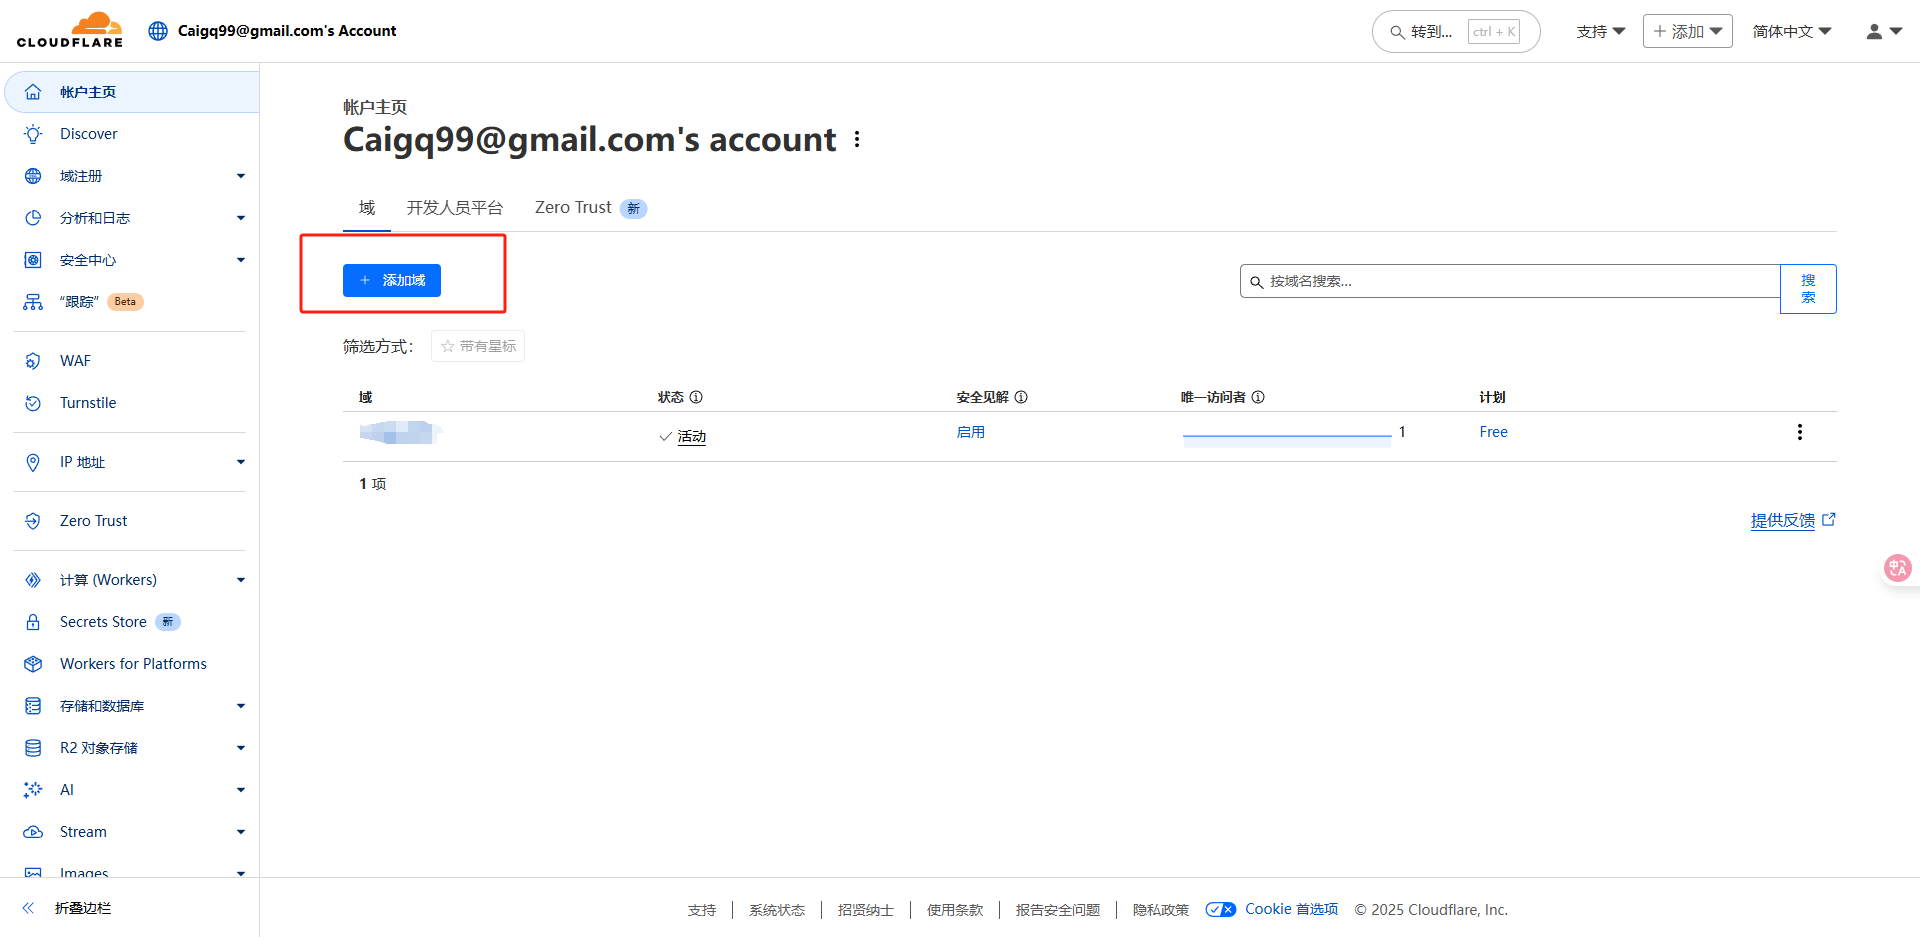 CLOUDFLARE
Caigq99@gmail.com's Account
转到... ctrl + K
支持
添加
简体中文
帐户主页
Discover
域注册
分析和日志
安全中心
“跟踪” Beta
WAF
Turnstile
IP 地址
Zero Trust
计算 (Workers)
Secrets Store 新
Workers for Platforms
存储和数据库
R2 对象存储
AI
Stream
Images
折叠边栏
帐户主页
Caigq99@gmail.com's account
域 开发人员平台 Zero Trust 新
添加域
按域名搜索...
搜
索
筛选方式： 带有星标
域 状态 安全见解 唯一访问者 计划
活动 启用 1 Free
1 项
提供反馈
支持 系统状态 招贤纳士 使用条款 报告安全问题 隐私政策 Cookie 首选项 © 2025 Cloudflare, Inc.